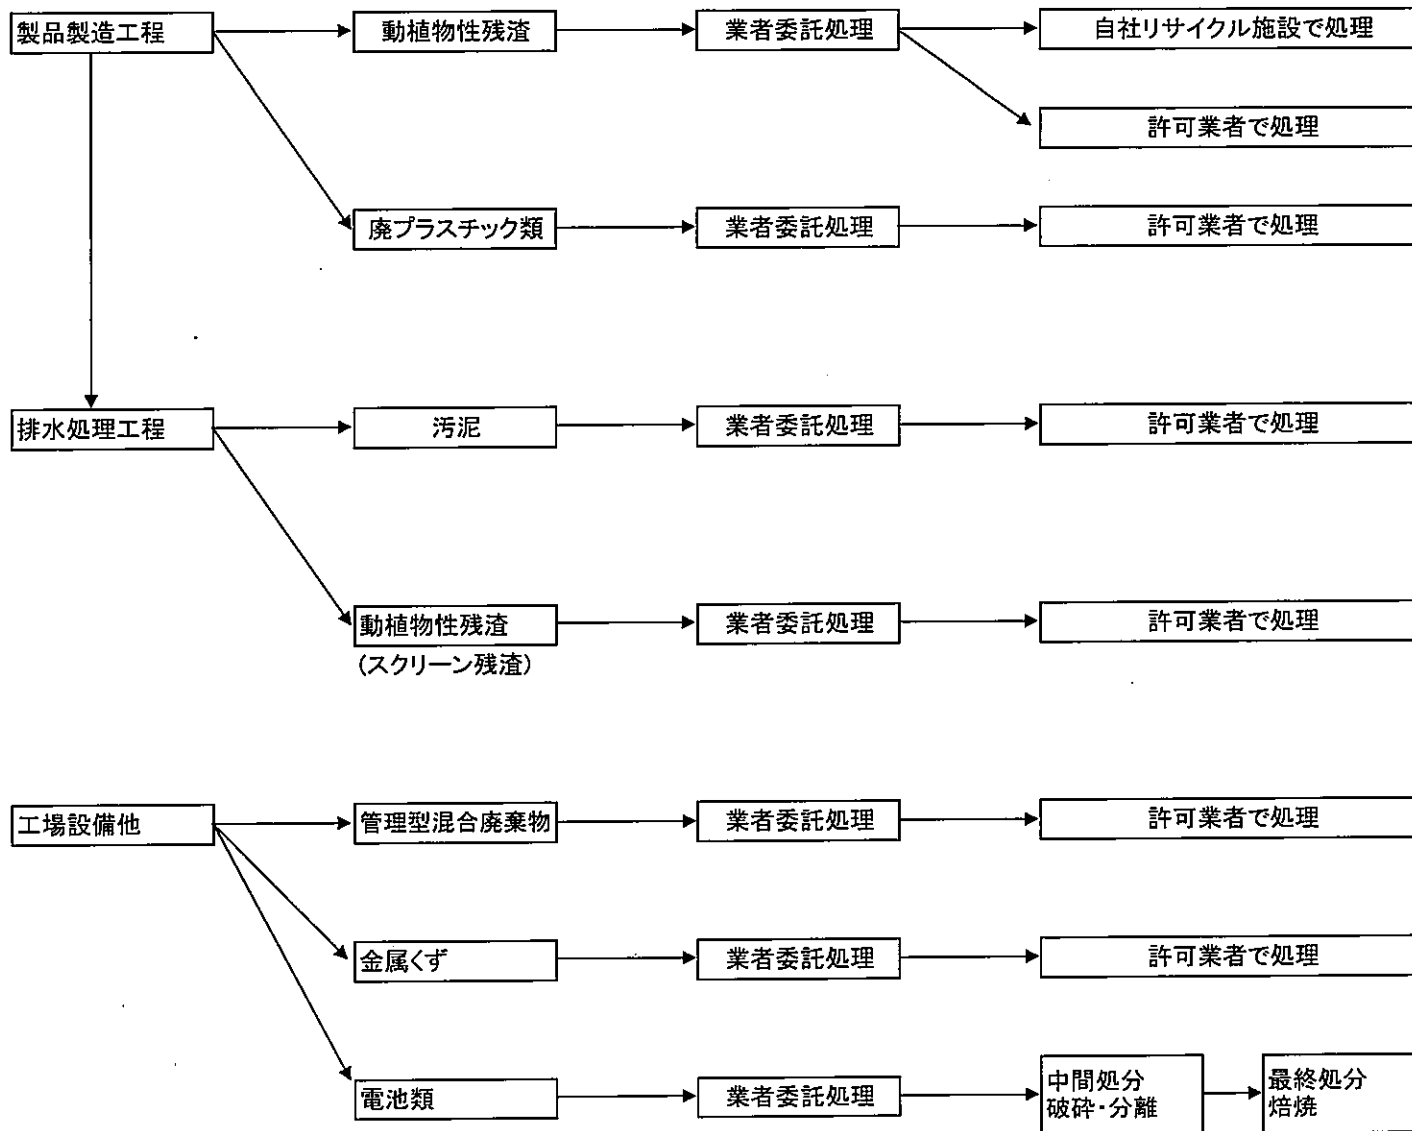 製品製造工程
動植物性残渣
業者委託処理
自社リサイクル施設で処理
許可業者で処理
廃プラスチック類
業者委託処理
許可業者で処理
排水処理工程
汚泥
業者委託処理
許可業者で処理
動植物性残渣
(スクリーン残渣)
業者委託処理
許可業者で処理
工場設備他
管理型混合廃棄物
業者委託処理
許可業者で処理
金属くず
業者委託処理
許可業者で処理
電池類
業者委託処理
中間処分
破砕・分離
最終処分
焙焼